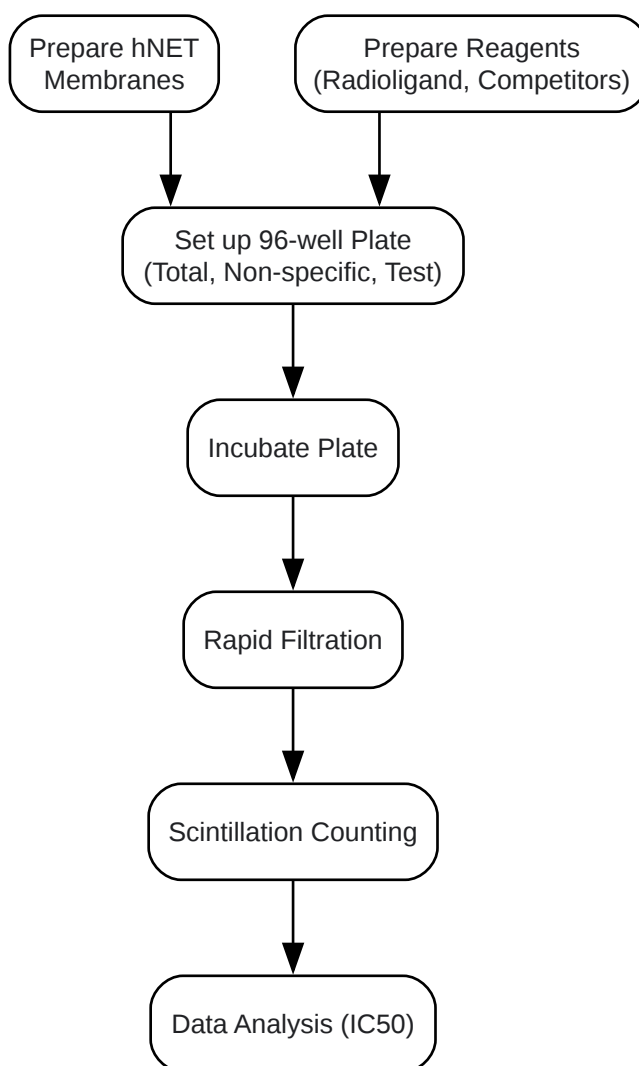 Prepare hNET
Membranes
Prepare Reagents
(Radioligand, Competitors)
Set up 96-well Plate
(Total, Non-specific, Test)
Incubate Plate
Rapid Filtration
Scintillation Counting
Data Analysis (IC50)